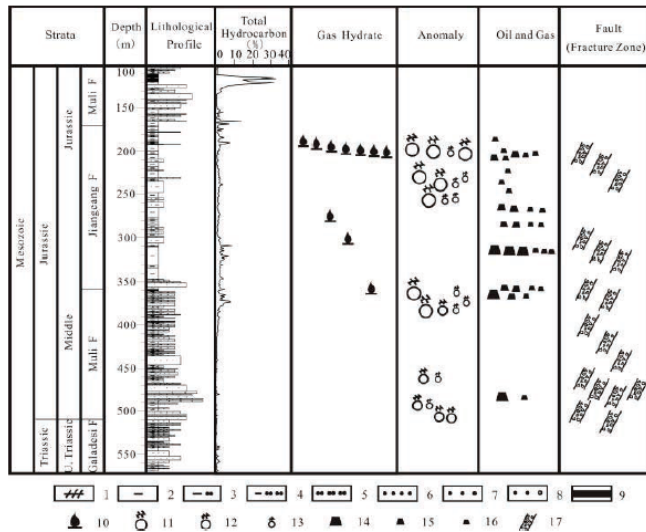 Strata
Depth (m)
Lithological Profile
Total Hydrocarbon (%)
10 20 30 40
Gas Hydrate
Anomaly
Oil and Gas
Fault (Fracture Zone)
Mesozoic
Jurassic
Triassic
Jurassic
Middle
U. Triassic
Muli F
Jiangcang F
Muli F
Galadesi F
100
150
200
250
300
350
400
450
500
550
1 2 3 4 5 6 7 8 9
10 11 12 13 14 15 16 17